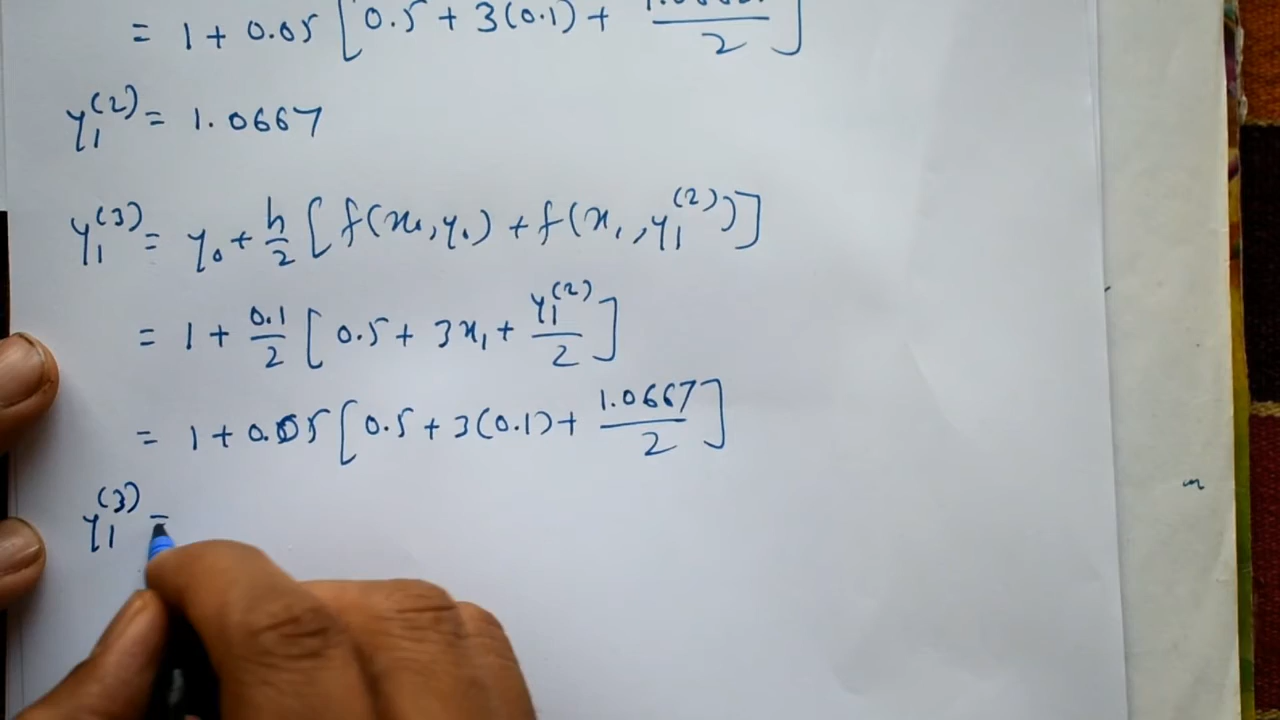 = 1 + 0.05 [ 0.5 + 3(0.1) + /2 ]
y₁⁽²⁾ = 1.0667
y₁⁽³⁾ = y₀ + h/2 [ f(x₀, y₀) + f(x₁, y₁⁽²⁾) ]
= 1 + 0.1/2 [ 0.5 + 3x₁ + y₁⁽²⁾/2 ]
= 1 + 0.05 [ 0.5 + 3(0.1) + 1.0667/2 ]
y₁⁽³⁾ =